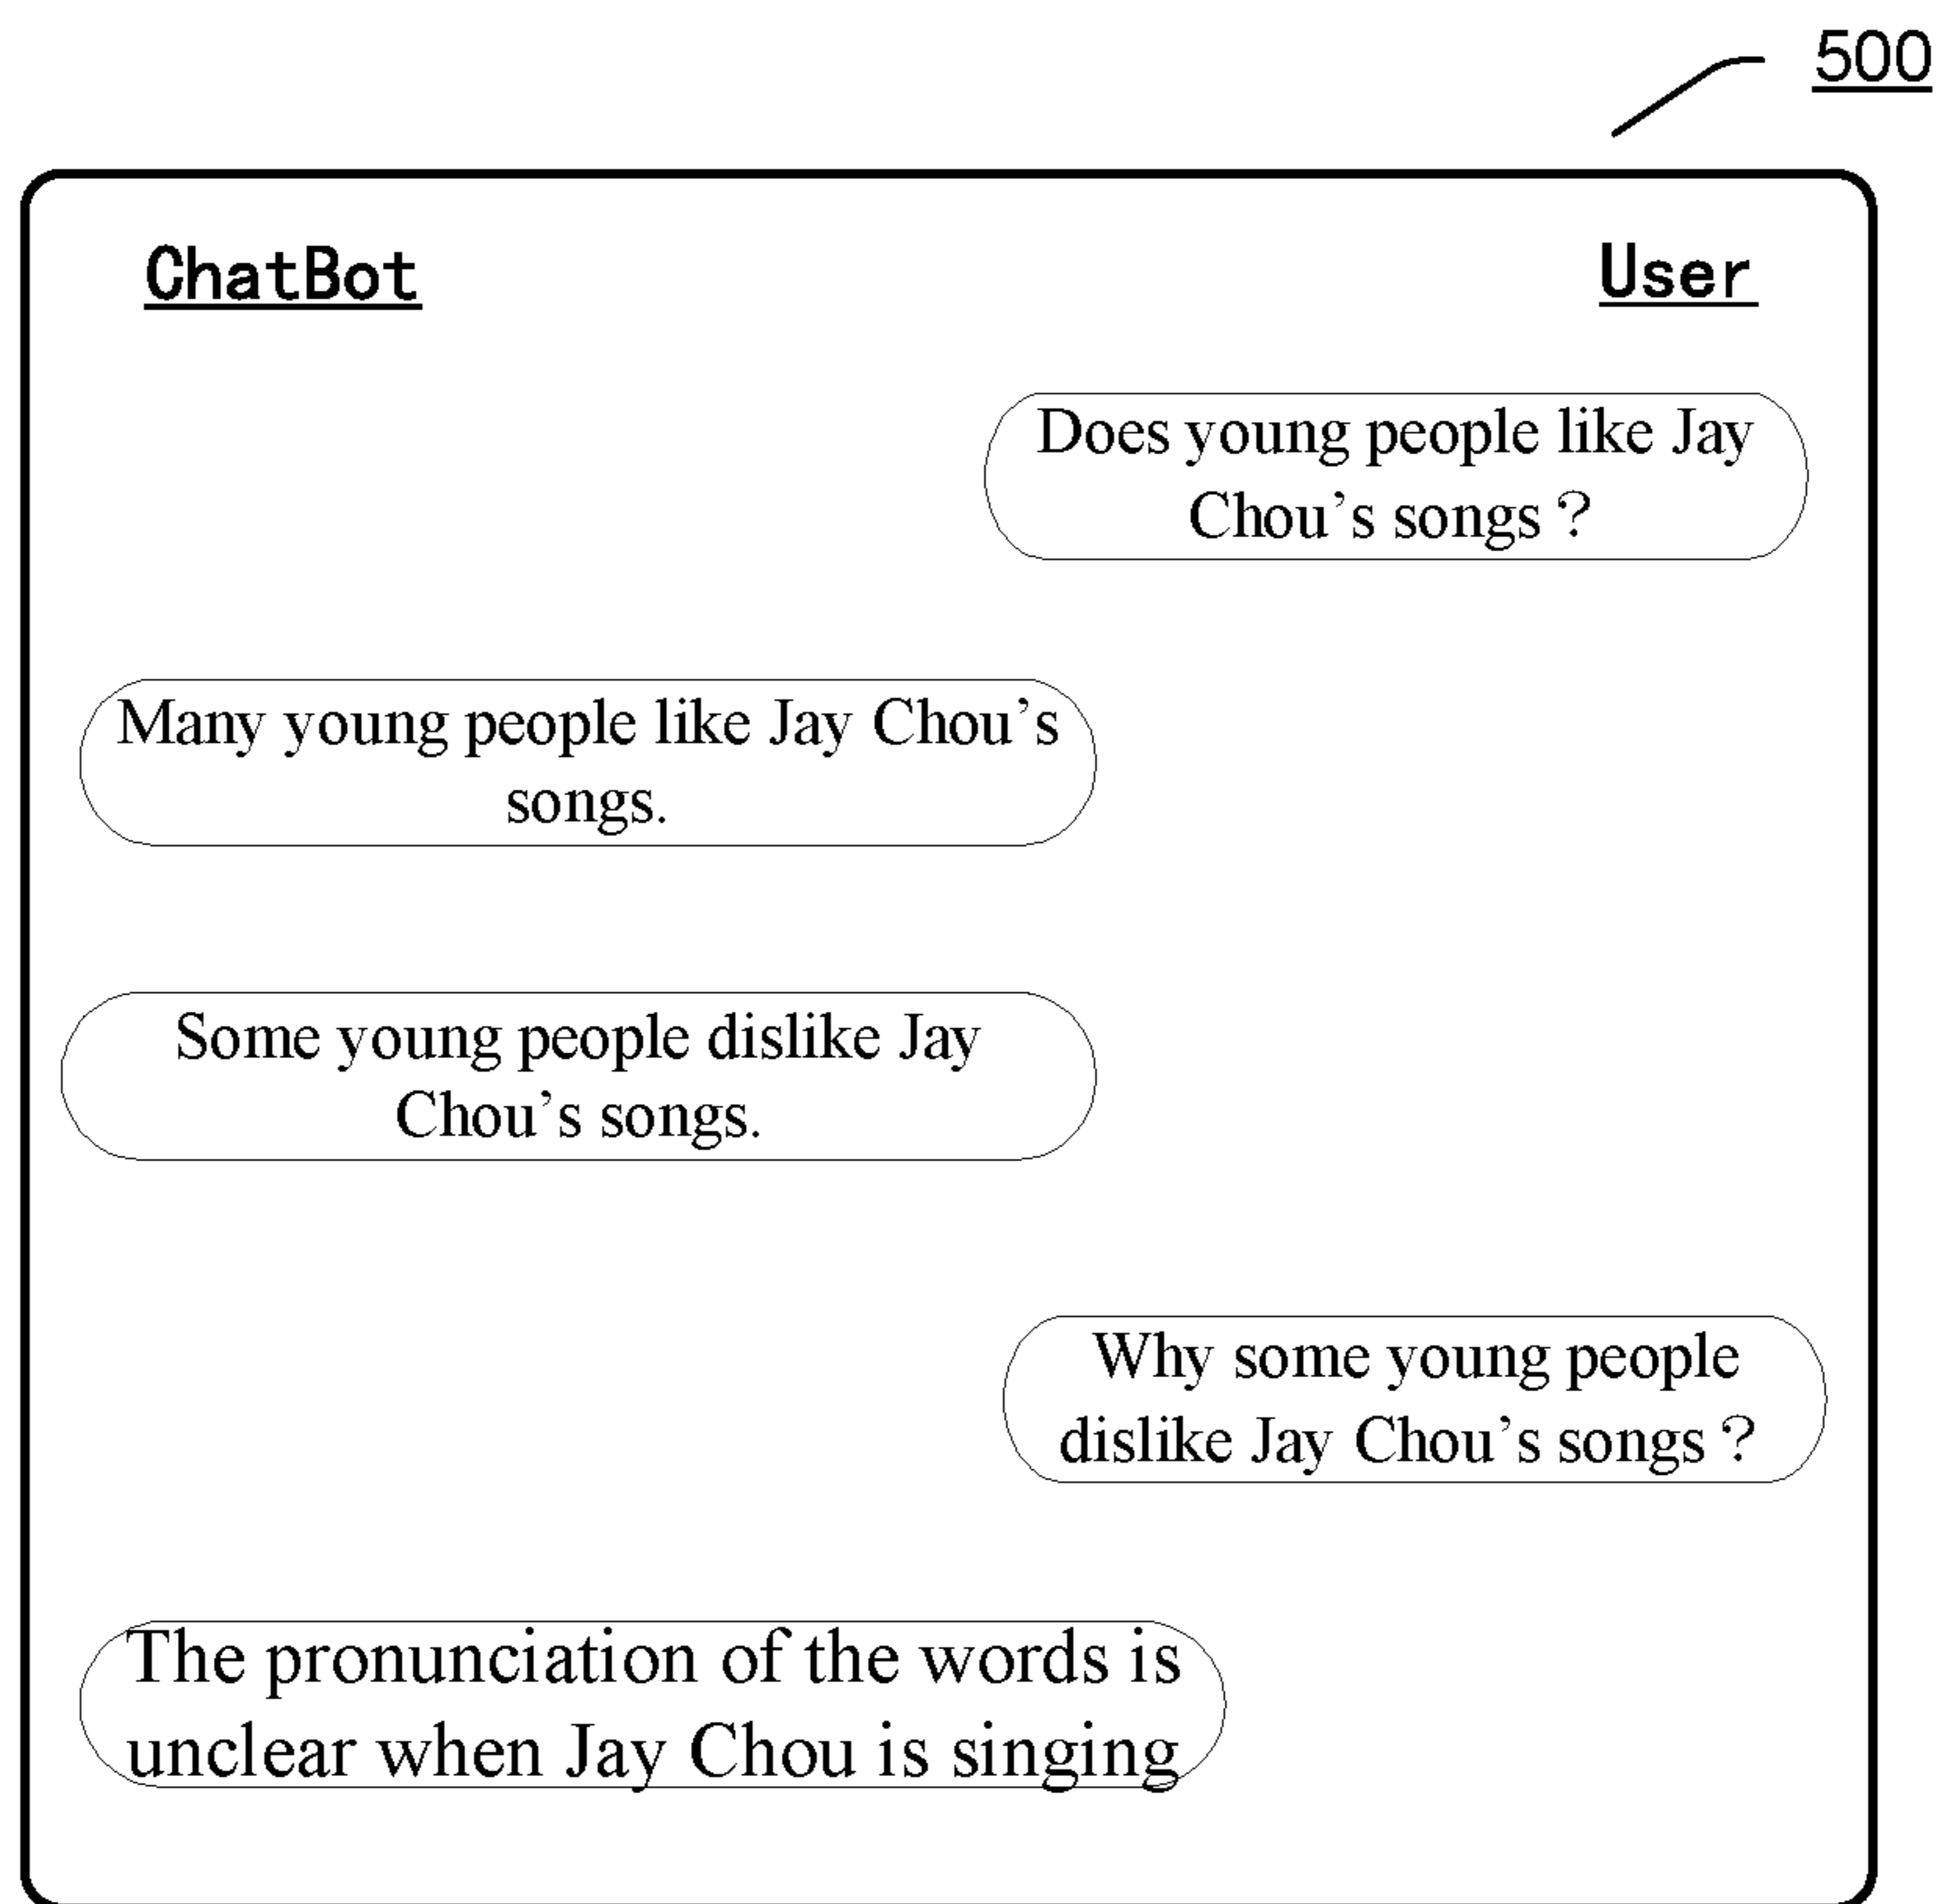 500
ChatBot
User
Does young people like Jay
Chou’s songs ?
Many young people like Jay Chou’s
songs.
Some young people dislike Jay
Chou’s songs.
Why some young people
dislike Jay Chou’s songs ?
The pronunciation of the words is
unclear when Jay Chou is singing